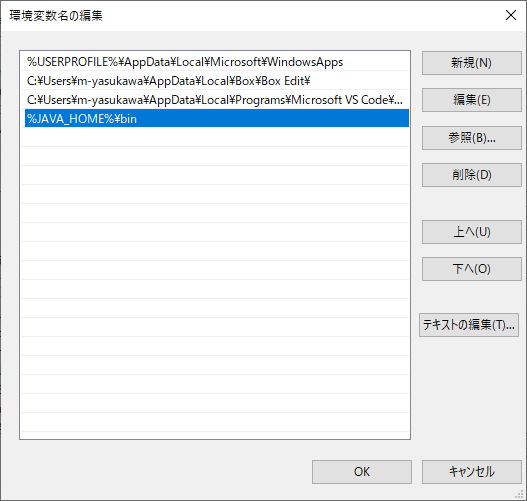 環境変数名の編集
%USERPROFILE%¥AppData¥Local¥Microsoft¥WindowsApps
C:¥Users¥m-yasukawa¥AppData¥Local¥Box¥Box Edit¥
C:¥Users¥m-yasukawa¥AppData¥Local¥Programs¥Microsoft VS Code¥...
%JAVA_HOME%¥bin
新規(N)
編集(E)
参照(B)...
削除(D)
上へ(U)
下へ(O)
テキストの編集(T)...
OK
キャンセル